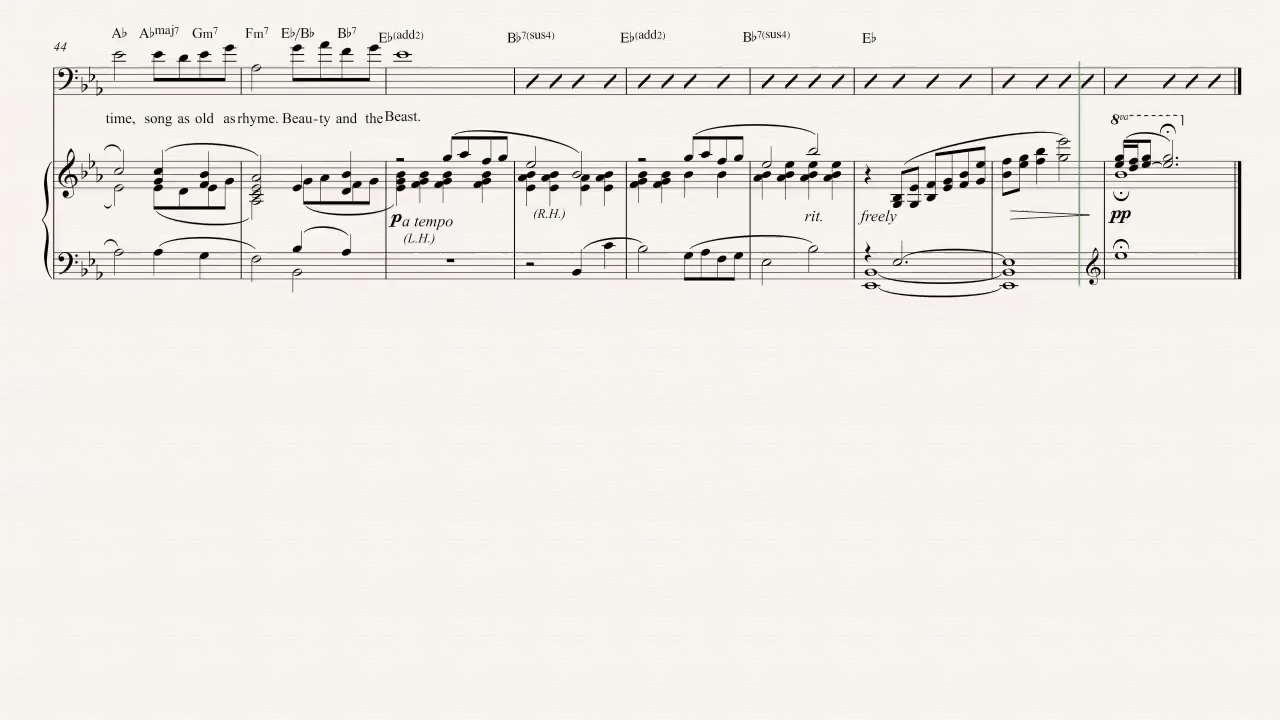 44
A♭ A♭maj7 Gm7 Fm7 E♭/B♭ B♭7 E♭(add2) B♭7(sus4) E♭(add2) B♭7(sus4) E♭
time, song as old as rhyme. Beau-ty and the Beast.
8va
p a tempo (R.H.) rit. freely pp
(L.H.)